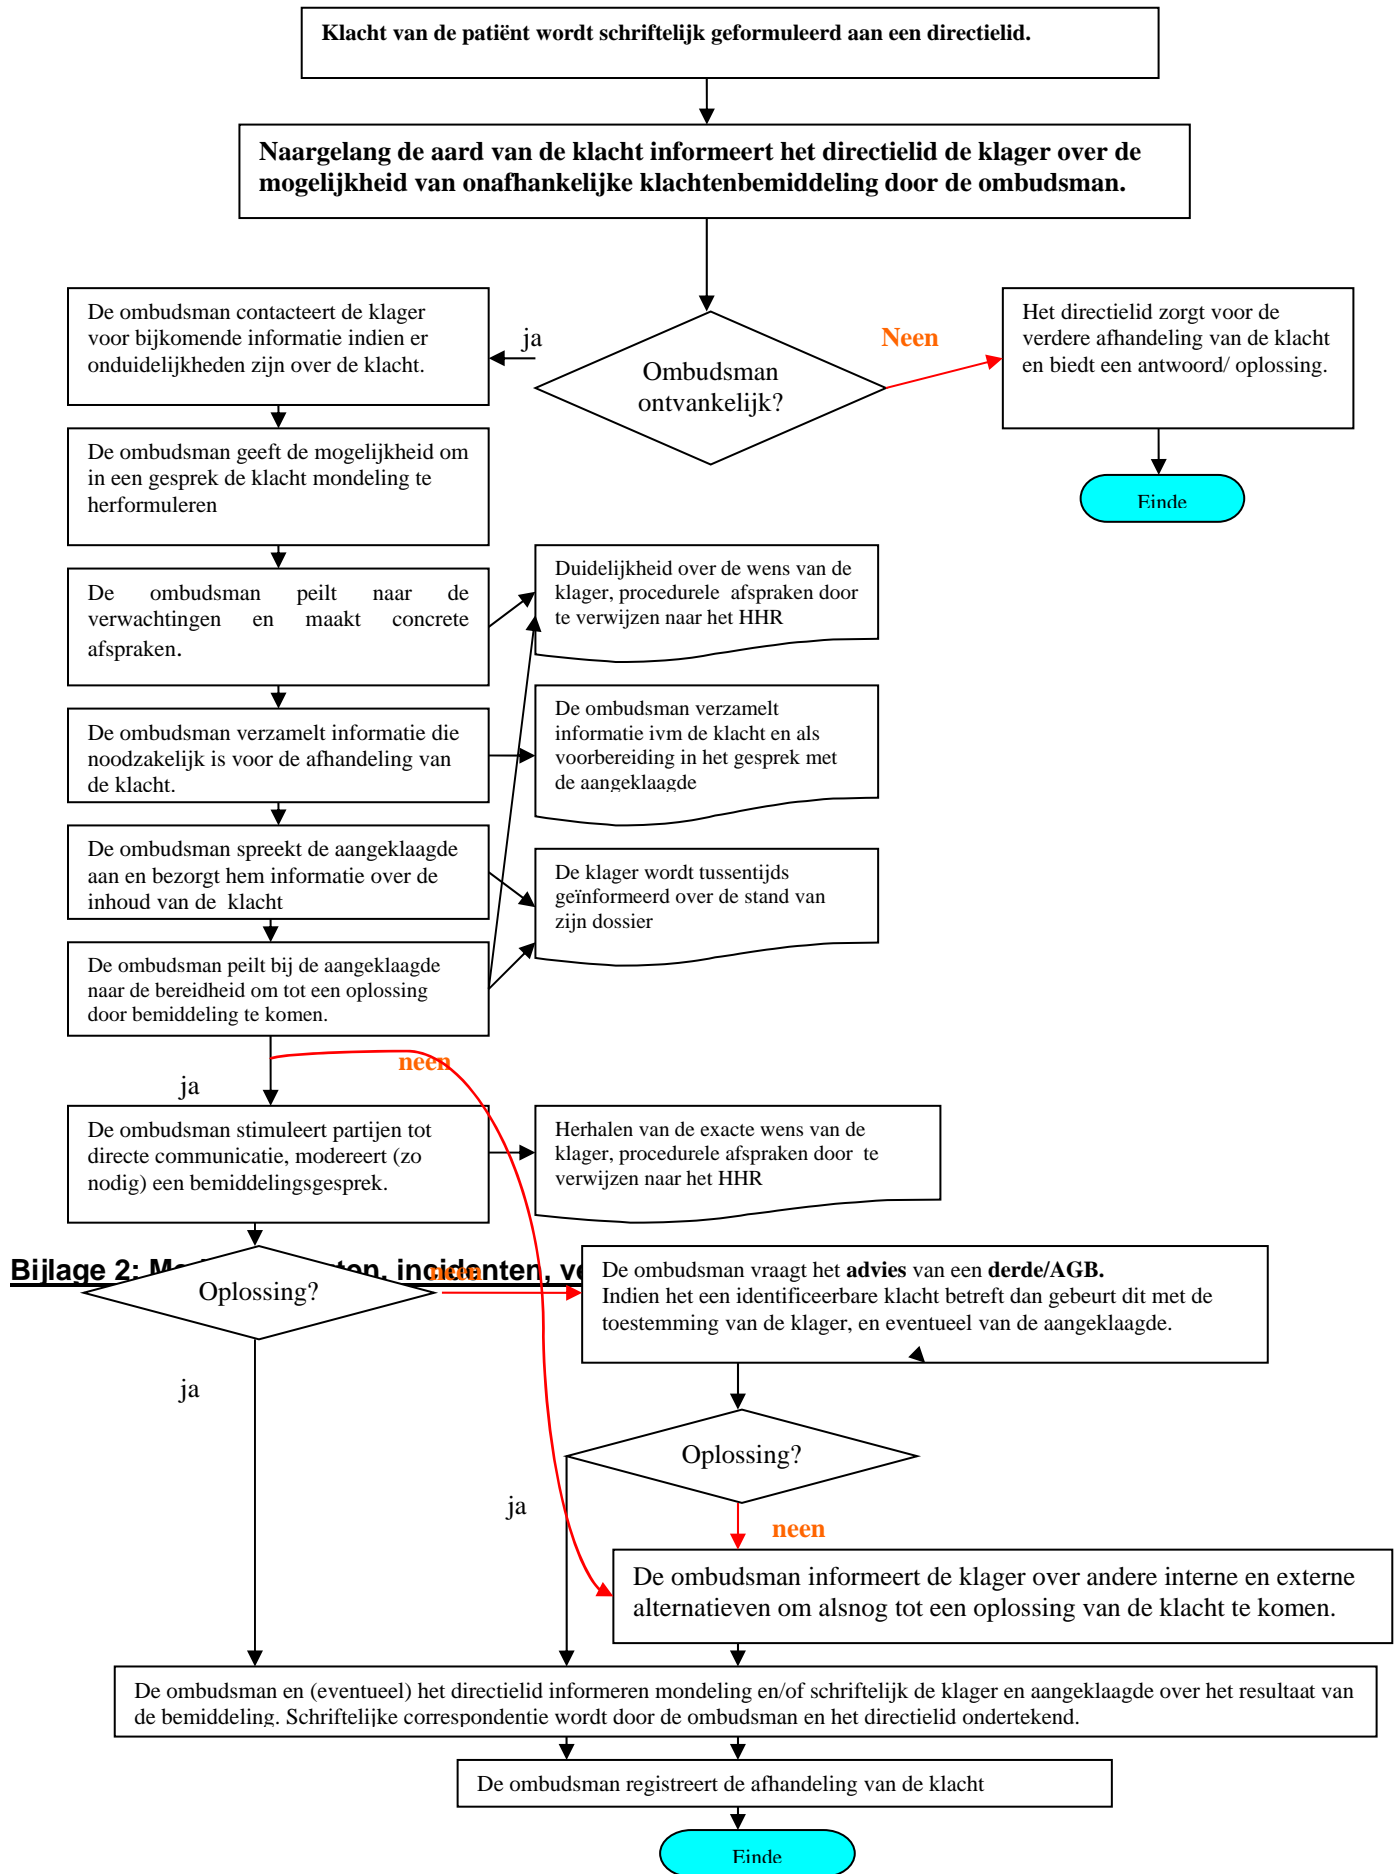 Klacht van de patiënt wordt schriftelijk geformuleerd aan een directielid.
Naargelang de aard van de klacht informeert het directielid de klager over de
mogelijkheid van onafhankelijke klachtenbemiddeling door de ombudsman.
De ombudsman contacteert de klager
voor bijkomende informatie indien er
onduidelijkheden zijn over de klacht.
ja
Ombudsman
ontvankelijk?
Neen
Het directielid zorgt voor de
verdere afhandeling van de klacht
en biedt een antwoord/ oplossing.
Einde
De ombudsman geeft de mogelijkheid om
in een gesprek de klacht mondeling te
herformuleren
De ombudsman peilt naar de
verwachtingen en maakt concrete
afspraken.
Duidelijkheid over de wens van de
klager, procedurele afspraken door
te verwijzen naar het HHR
De ombudsman verzamelt informatie die
noodzakelijk is voor de afhandeling van
de klacht.
De ombudsman verzamelt
informatie ivm de klacht en als
voorbereiding in het gesprek met
de aangeklaagde
De ombudsman spreekt de aangeklaagde
aan en bezorgt hem informatie over de
inhoud van de klacht
De klager wordt tussentijds
geïnformeerd over de stand van
zijn dossier
De ombudsman peilt bij de aangeklaagde
naar de bereidheid om tot een oplossing
door bemiddeling te komen.
neen
ja
De ombudsman stimuleert partijen tot
directe communicatie, modereert (zo
nodig) een bemiddelingsgesprek.
Herhalen van de exacte wens van de
klager, procedurele afspraken door te
verwijzen naar het HHR
Bijlage 2: incidenten,
Oplossing?
neen
De ombudsman vraagt het advies van een derde/AGB.
Indien het een identificeerbare klacht betreft dan gebeurt dit met de
toestemming van de klager, en eventueel van de aangeklaagde.
ja
Oplossing?
ja
neen
De ombudsman informeert de klager over andere interne en externe
alternatieven om alsnog tot een oplossing van de klacht te komen.
De ombudsman en (eventueel) het directielid informeren mondeling en/of schriftelijk de klager en aangeklaagde over het resultaat van
de bemiddeling. Schriftelijke correspondentie wordt door de ombudsman en het directielid ondertekend.
De ombudsman registreert de afhandeling van de klacht
Einde